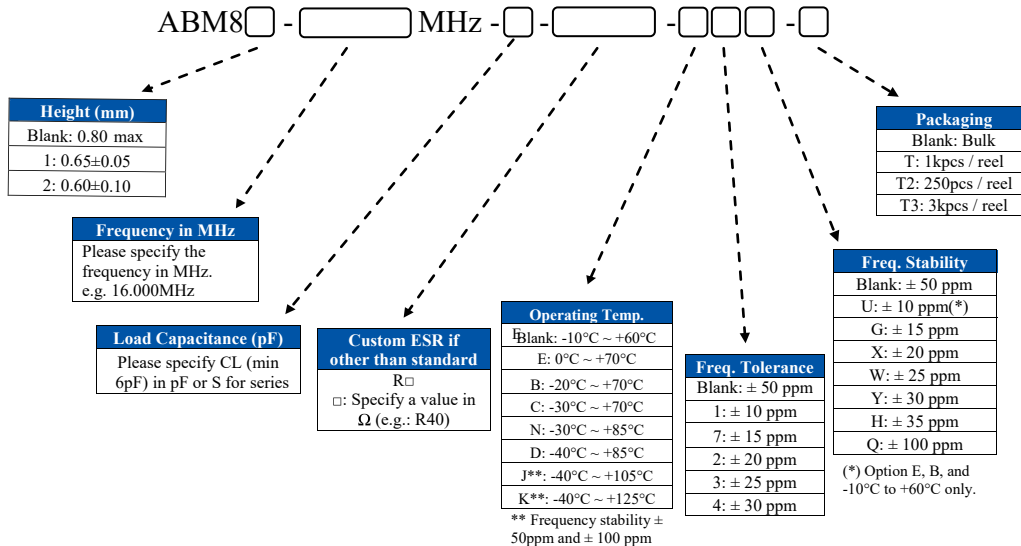 ABM8□ - □ MHz - □ - □ - □□□ - □
Height (mm)
Blank: 0.80 max
1: 0.65±0.05
2: 0.60±0.10
Frequency in MHz
Please specify the
frequency in MHz.
e.g. 16.000MHz
Load Capacitance (pF)
Please specify CL (min
6pF) in pF or S for series
Custom ESR if
other than standard
R□
□: Specify a value in
Ω (e.g.: R40)
Operating Temp.
E
Blank: -10°C ~ +60°C
E: 0°C ~ +70°C
B: -20°C ~ +70°C
C: -30°C ~ +70°C
N: -30°C ~ +85°C
D: -40°C ~ +85°C
J**: -40°C ~ +105°C
K**: -40°C ~ +125°C
** Frequency stability ±
50ppm and ± 100 ppm
Freq. Tolerance
Blank: ± 50 ppm
1: ± 10 ppm
7: ± 15 ppm
2: ± 20 ppm
3: ± 25 ppm
4: ± 30 ppm
Freq. Stability
Blank: ± 50 ppm
U: ± 10 ppm(*)
G: ± 15 ppm
X: ± 20 ppm
W: ± 25 ppm
Y: ± 30 ppm
H: ± 35 ppm
Q: ± 100 ppm
(*) Option E, B, and
-10°C to +60°C only.
Packaging
Blank: Bulk
T: 1kpcs / reel
T2: 250pcs / reel
T3: 3kpcs / reel